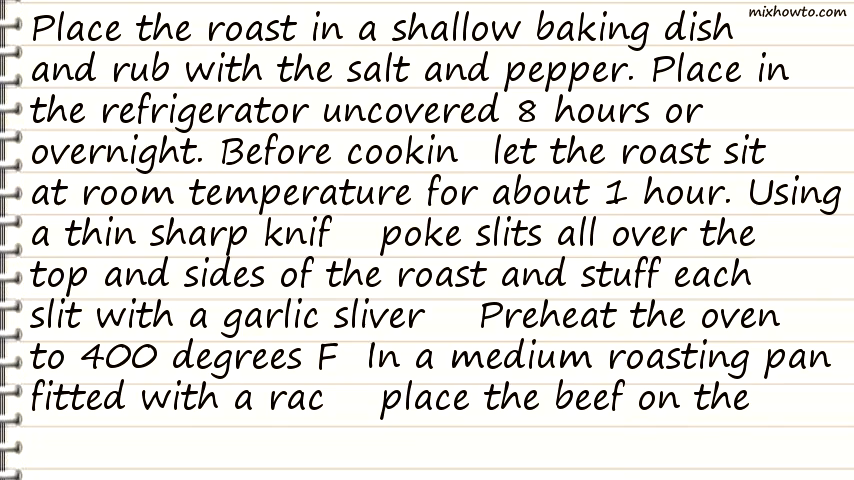 mixhowto.com
Place the roast in a shallow baking dish
and rub with the salt and pepper. Place in
the refrigerator uncovered 8 hours or
overnight. Before cookin let the roast sit
at room temperature for about 1 hour. Using
a thin sharp knif poke slits all over the
top and sides of the roast and stuff each
slit with a garlic sliver Preheat the oven
to 400 degrees F In a medium roasting pan
fitted with a rac place the beef on the